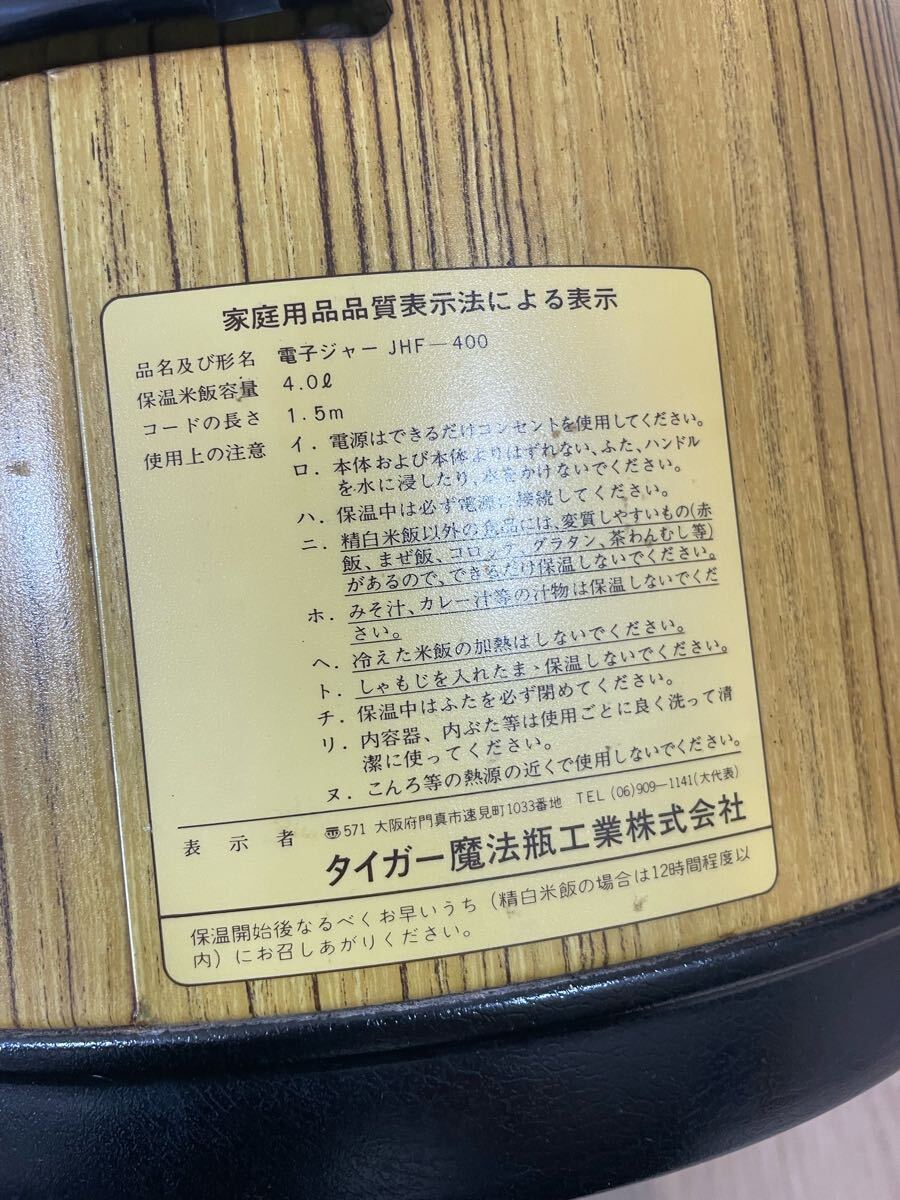 家庭用品品質表示法による表示
品名及び形名 電子ジャー JHF—400
保温米飯容量 4.0ℓ
コードの長さ 1.5m
使用上の注意 イ. 電源はできるだけコンセントを使用してください。
ロ. 本体および本体よりはずれない、ふた、ハンドル
を水に浸したり、水をかけないでください。
ハ. 保温中は必ず電源に接続してください。
ニ. 精白米飯以外の食品には、変質しやすいもの(赤
飯、まぜ飯、コロッケ、グラタン、茶わんむし等)
があるので、できるだけ保温しないでください。
ホ. みそ汁、カレー汁等の汁物は保温しないでくだ
さい。
ヘ. 冷えた米飯の加熱はしないでください。
ト. しゃもじを入れたまゝ保温しないでください。
チ. 保温中はふたを必ず閉めてください。
リ. 内容器、内ぶた等は使用ごとに良く洗って清
潔に使ってください。
ヌ. こんろ等の熱源の近くで使用しないでください。
表示者 〠571 大阪府門真市速見町1033番地 TEL (06)909—1141(大代表)
タイガー魔法瓶工業株式会社
保温開始後なるべくお早いうち(精白米飯の場合は12時間程度以
内)にお召しあがりください。